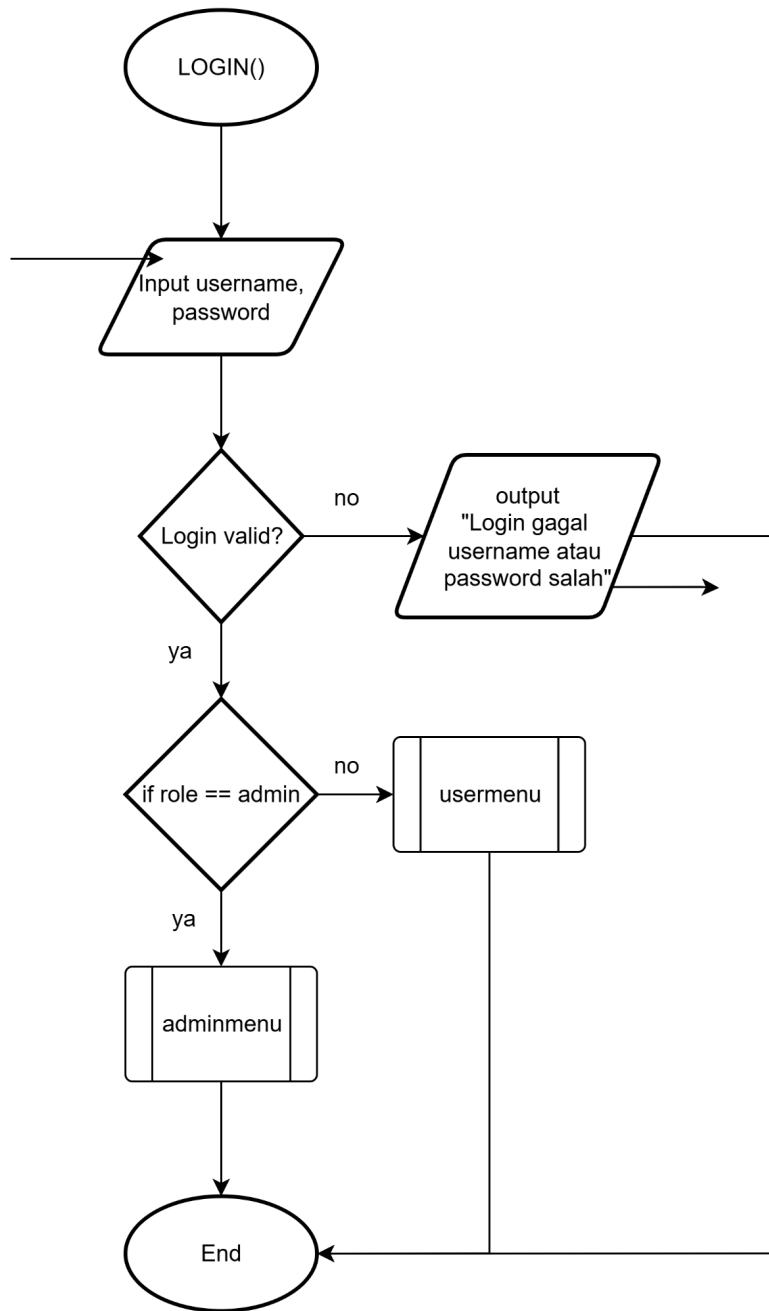 LOGIN()
Input username,
password
Login valid?
no
output
"Login gagal
username atau
password salah"
ya
if role == admin
no
usermenu
ya
adminmenu
End